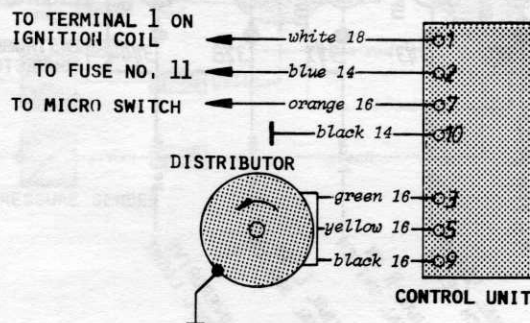 TO TERMINAL 1 ON
IGNITION COIL
white 18
1
TO FUSE NO. 11
blue 14
2
TO MICRO SWITCH
orange 16
7
black 14
10
DISTRIBUTOR
green 16
3
yellow 16
5
black 16
9
CONTROL UNIT